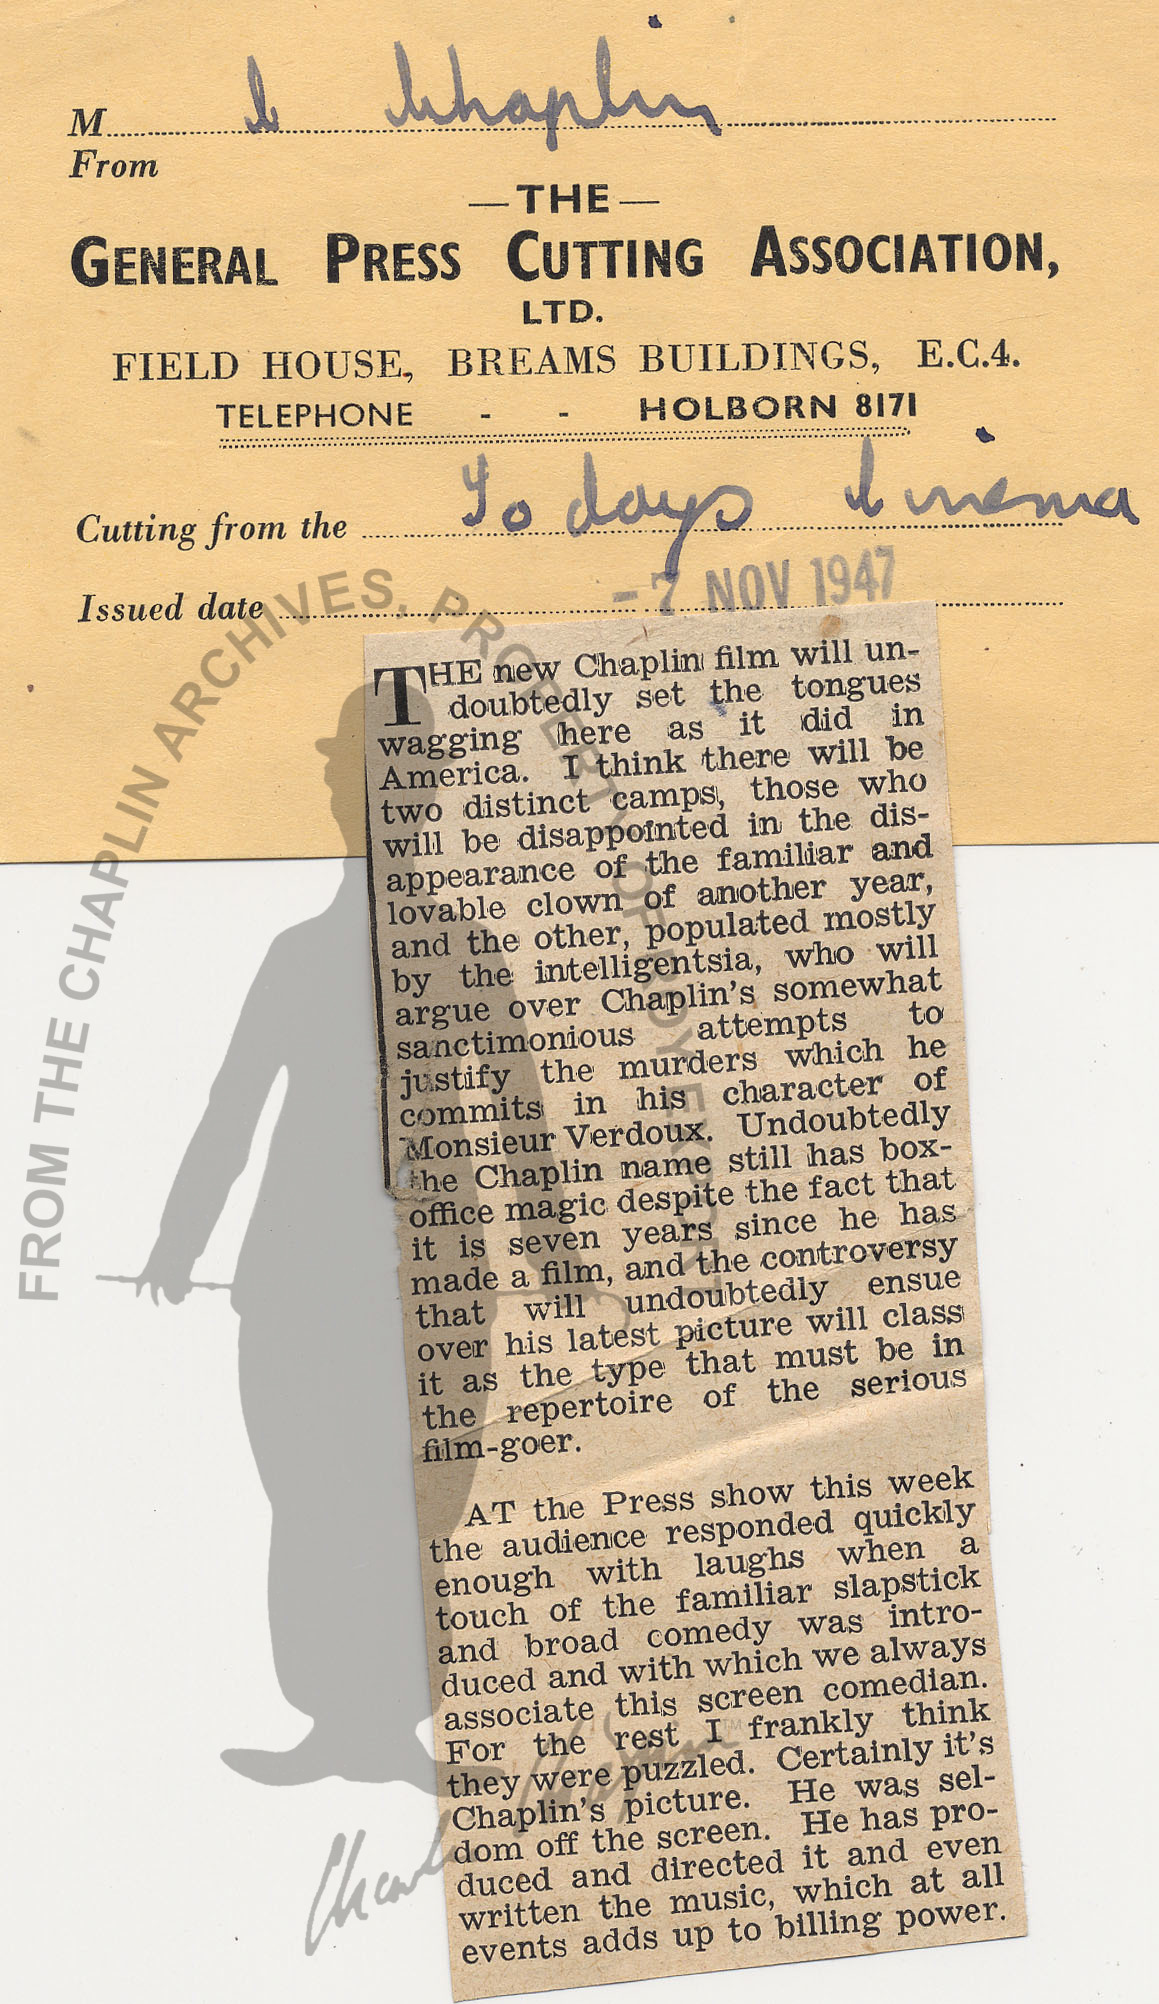 M C Chaplin
From
— THE —
GENERAL PRESS CUTTING ASSOCIATION,
LTD.
FIELD HOUSE, BREAMS BUILDINGS, E.C.4.
TELEPHONE - - HOLBORN 8171
Cutting from the Todays Cinema
Issued date -7 NOV 1947
THE new Chaplin film will un-
doubtedly set the tongues
wagging here as it did in
America. I think there will be
two distinct camps, those who
will be disappointed in the dis-
appearance of the familiar and
lovable clown of another year,
and the other, populated mostly
by the intelligentsia, who will
argue over Chaplin's somewhat
sanctimonious attempts to
justify the murders which he
commits in his character of
Monsieur Verdoux. Undoubtedly
the Chaplin name still has box-
office magic despite the fact that
it is seven years since he has
made a film, and the controversy
that will undoubtedly ensue
over his latest picture will class
it as the type that must be in
the repertoire of the serious
film-goer.
AT the Press show this week
the audience responded quickly
enough with laughs when a
touch of the familiar slapstick
and broad comedy was intro-
duced and with which we always
associate this screen comedian.
For the rest I frankly think
they were puzzled. Certainly it's
Chaplin's picture. He was sel-
dom off the screen. He has pro-
duced and directed it and even
written the music, which at all
events adds up to billing power.
FROM THE CHAPLIN ARCHIVES, PROPERTY OF ROY EXPORT
Charlie Chaplin ™